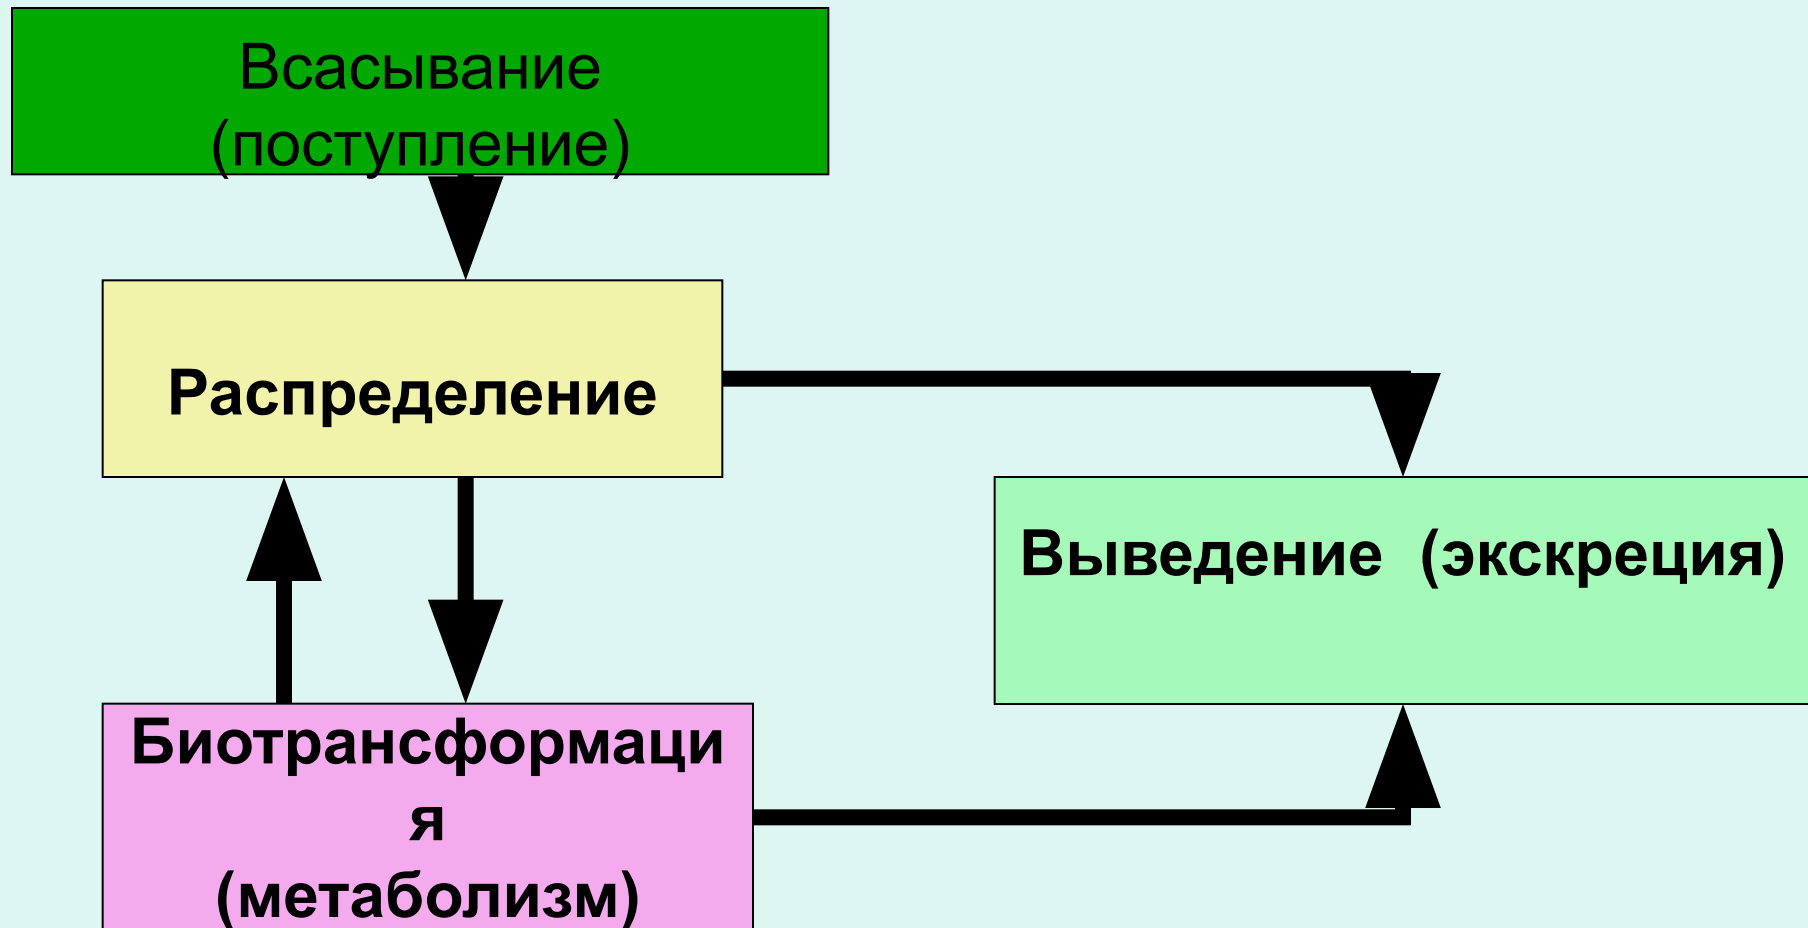 Всасывание
(поступление)
Распределение
Выведение (экскреция)
Биотрансформаци
я
(метаболизм)